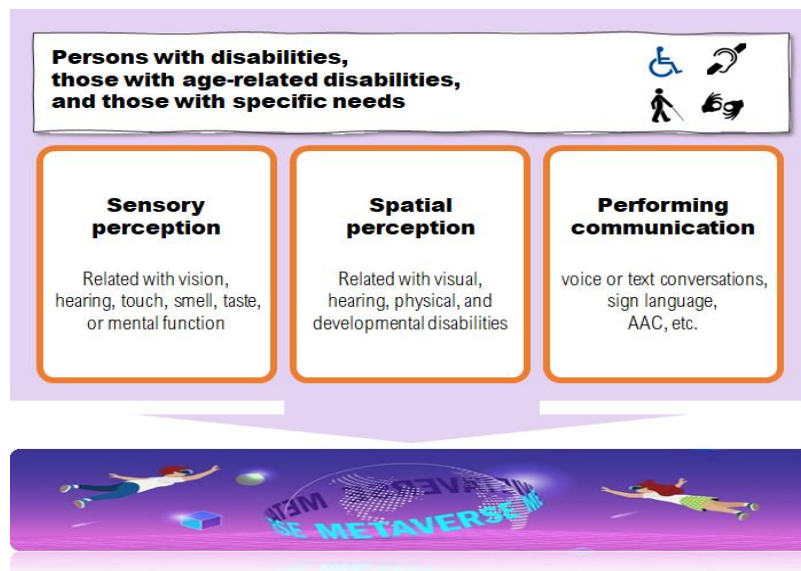 Persons with disabilities,
those with age-related disabilities,
and those with specific needs
Sensory
perception
Related with vision,
hearing, touch, smell, taste,
or mental function
Spatial
perception
Related with visual,
hearing, physical, and
developmental disabilities
Performing
communication
voice or text conversations,
sign language,
AAC, etc.
METAVERSE